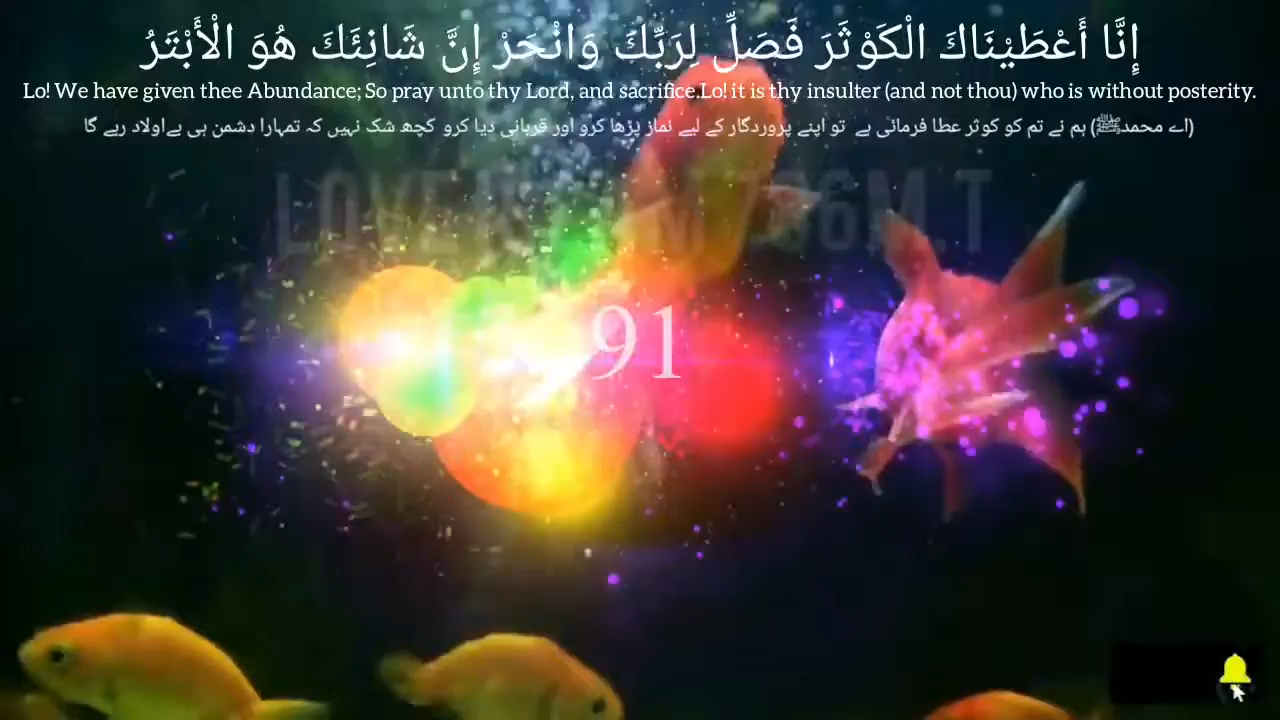 إِنَّا أَعْطَيْنَاكَ الْكَوْثَرَ فَصَلِّ لِرَبِّكَ وَانْحَرْ إِنَّ شَانِئَكَ هُوَ الْأَبْتَرُ
Lo! We have given thee Abundance; So pray unto thy Lord, and sacrifice.Lo! it is thy insulter (and not thou) who is without posterity.
(اے محمدﷺ) ہم نے تم کو کوثر عطا فرمائی ہے تو اپنے پروردگار کے لیے نماز پڑھا کرو اور قربانی دیا کرو کچھ شک نہیں کہ تمہارا دشمن ہی بےاولاد رہے گا
91